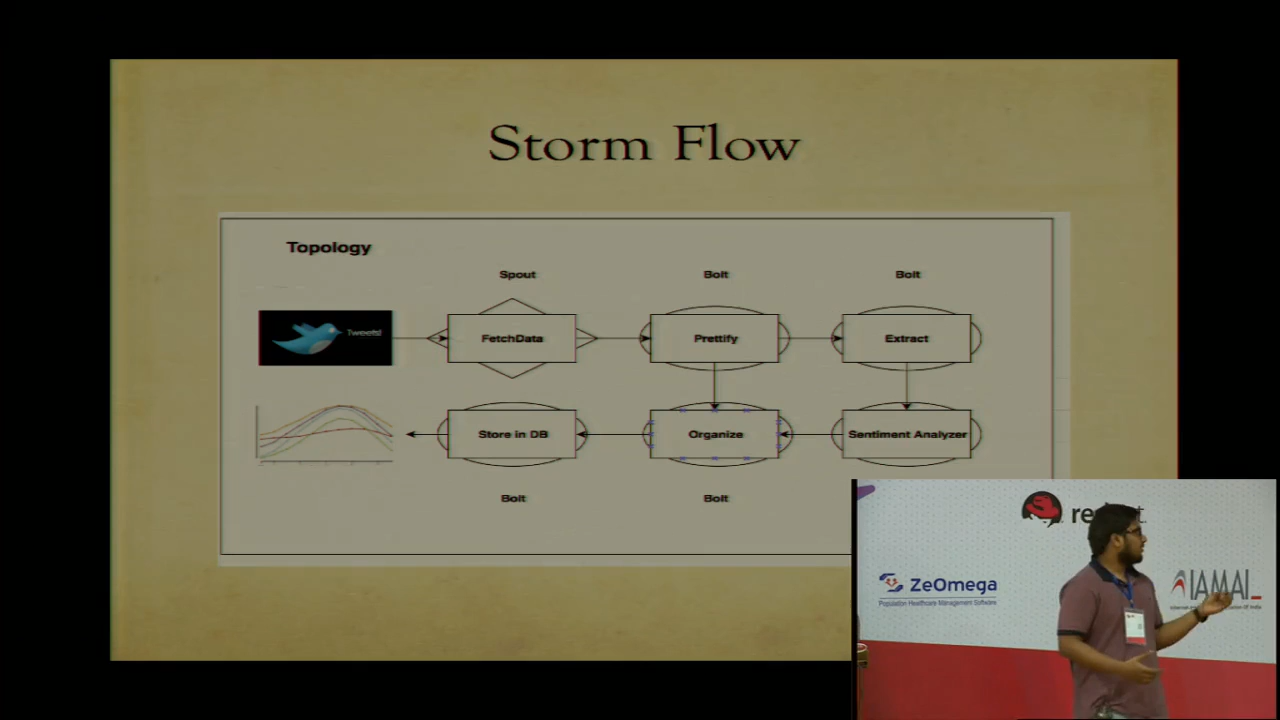 Storm Flow
Topology
Spout
Bolt
Bolt
Tweets!
FetchData
Prettify
Extract
Store in DB
Organize
Sentiment Analyzer
Bolt
Bolt
ZeOmega
Population Healthcare Management Software
IAMAI